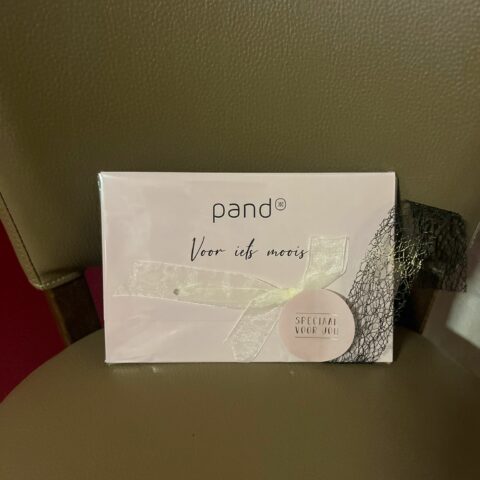 pand
Voor iets moois
SPECIAAL
VOOR JOU